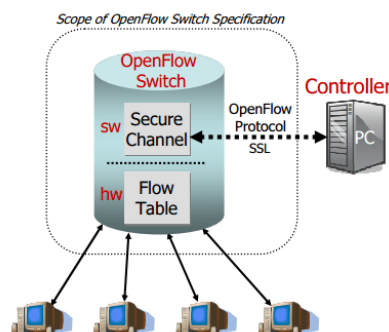 Scope of OpenFlow Switch Specification
OpenFlow
Switch
Controller
sw
Secure
Channel
OpenFlow
Protocol
SSL
PC
hw
Flow
Table